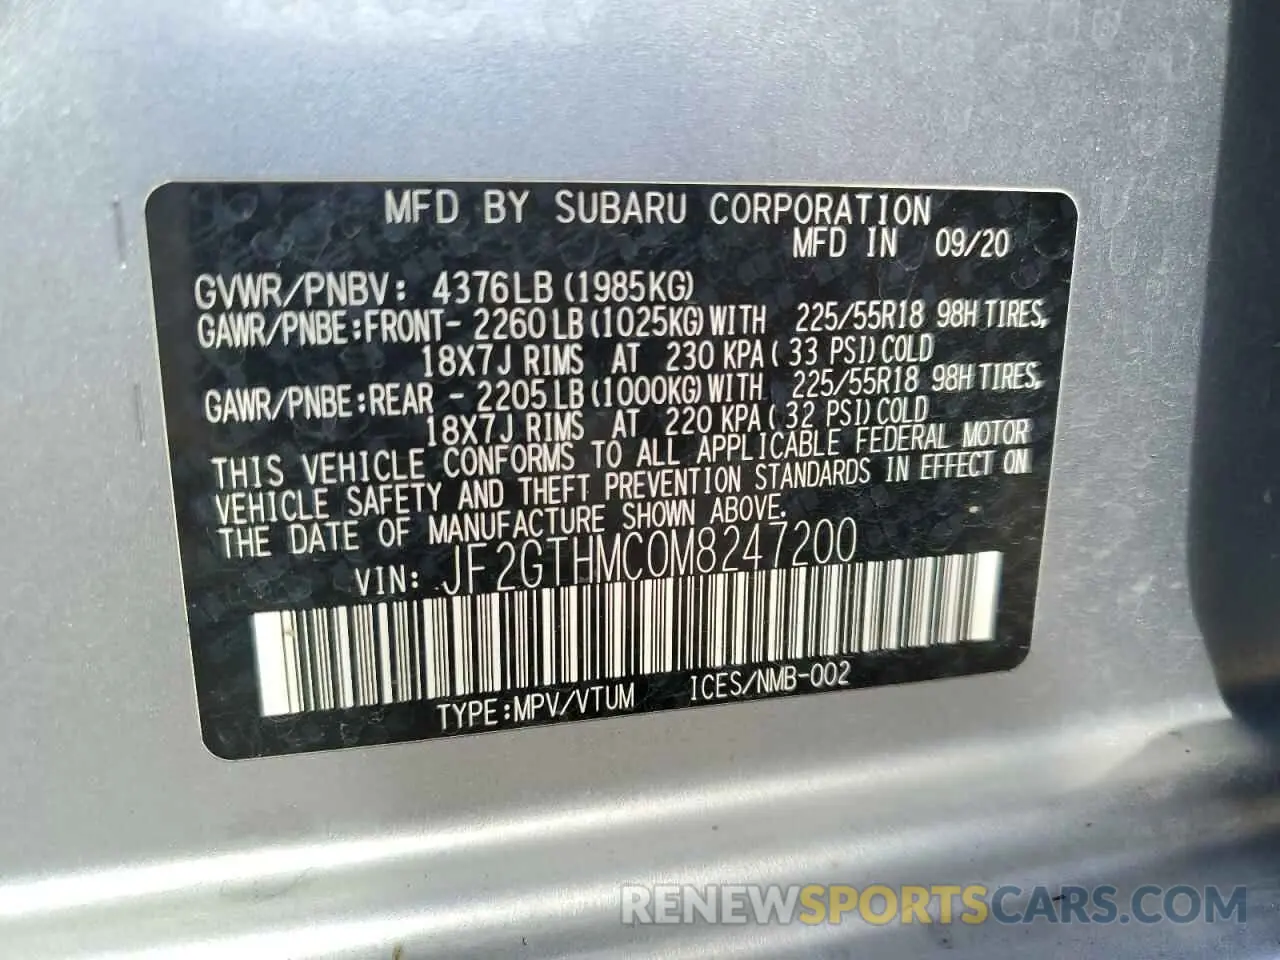 MFD BY SUBARU CORPORATION
MFD IN 09/20
GVWR/PNBV: 4376LB (1985KG)
GAWR/PNBE:FRONT- 2260LB(1025KG)WITH 225/55R18 98H TIRES,
18X7J RIMS AT 230 KPA( 33 PSI)COLD
GAWR/PNBE:REAR - 2205LB(1000KG)WITH 225/55R18 98H TIRES,
18X7J RIMS AT 220 KPA( 32 PSI)COLD
THIS VEHICLE CONFORMS TO ALL APPLICABLE FEDERAL MOTOR
VEHICLE SAFETY AND THEFT PREVENTION STANDARDS IN EFFECT ON
THE DATE OF MANUFACTURE SHOWN ABOVE.
VIN: JF2GTHMC0M8247200
TYPE:MPV/VTUM ICES/NMB-002
RENEWSPORTSCARS.COM